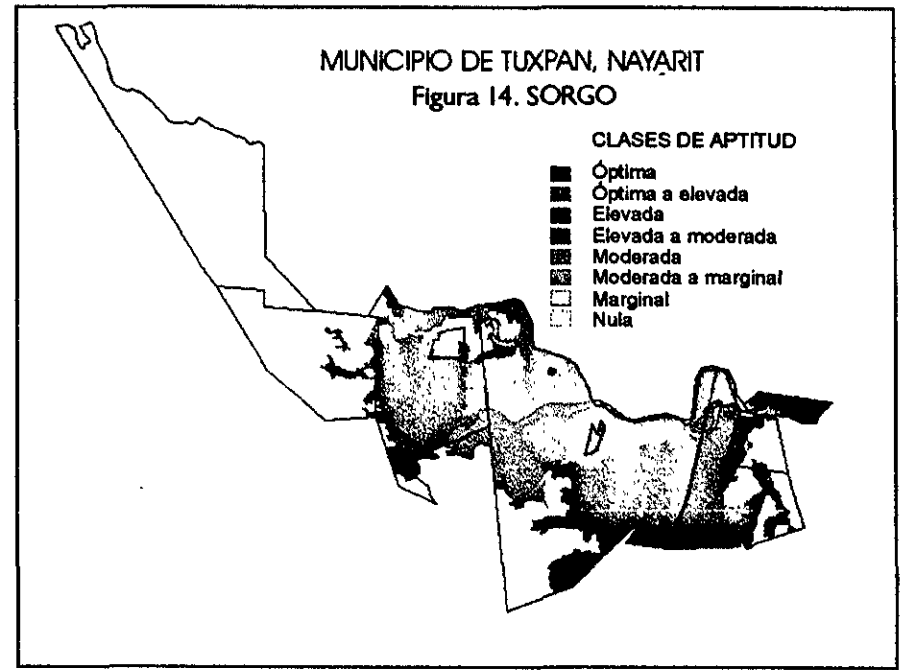 MUNICIPIO DE TUXPAN, NAYARIT
Figura 14. SORGO
CLASES DE APTITUD
Óptima
Óptima a elevada
Elevada
Elevada a moderada
Moderada
Moderada a marginal
Marginal
Nula